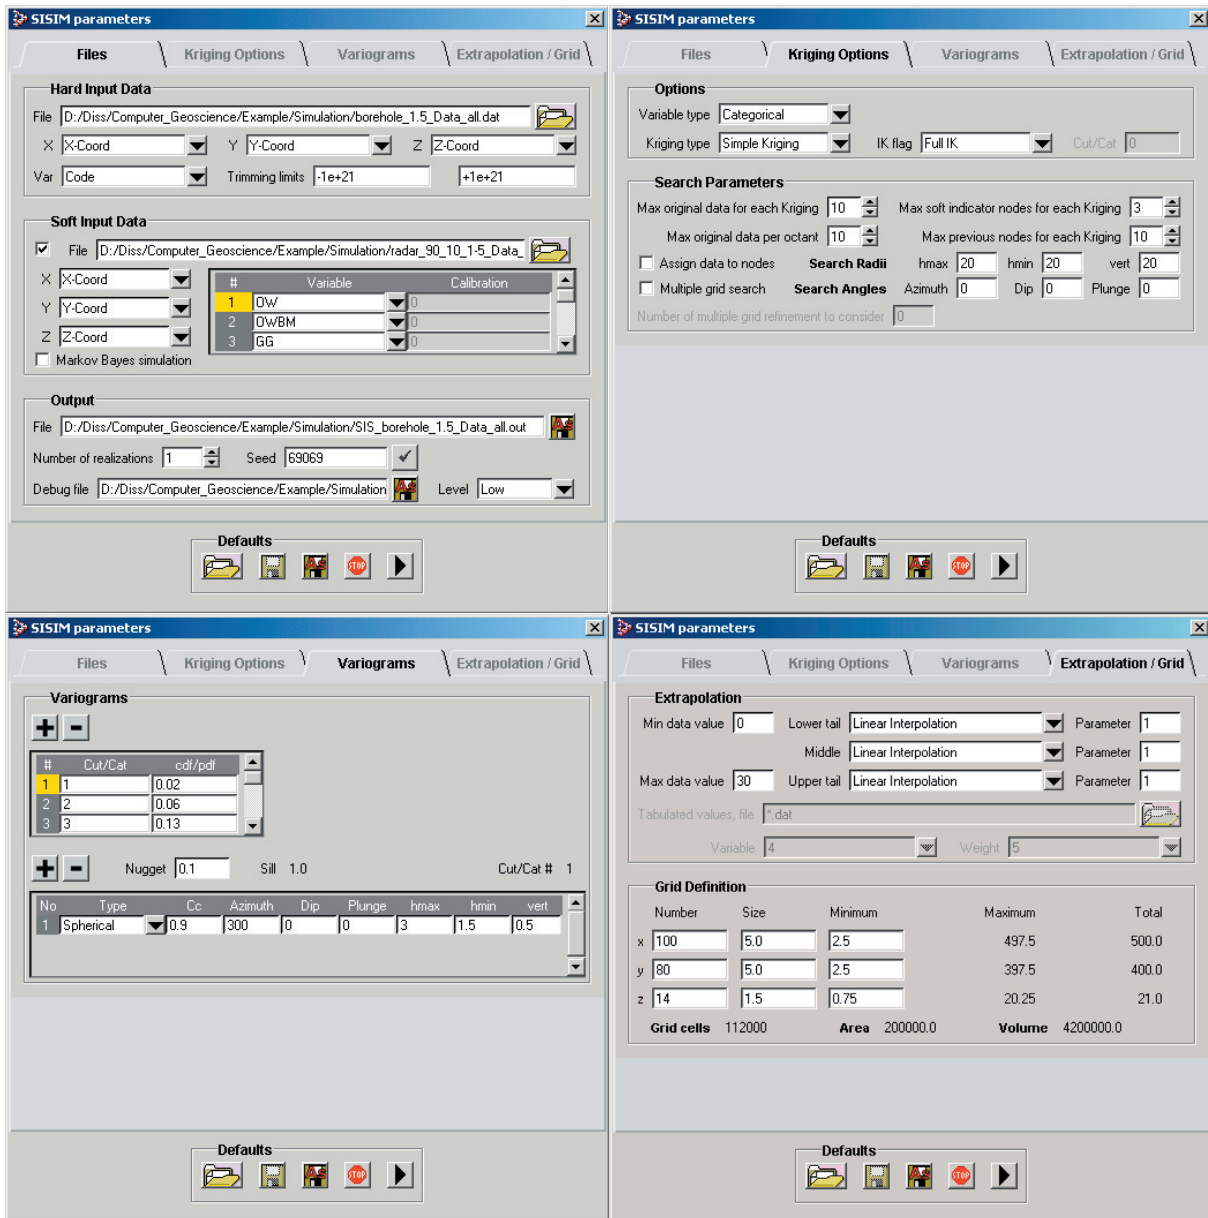 SISIM parameters
Files Kriging Options Variograms Extrapolation / Grid
Hard Input Data
File D:/Diss/Computer_Geoscience/Example/Simulation/borehole_1.5_Data_all.dat
X X-Coord Y Y-Coord Z Z-Coord
Var Code Trimming limits -1e+21 +1e+21
Soft Input Data
File D:/Diss/Computer_Geoscience/Example/Simulation/radar_90_10_1-5_Data_
X X-Coord
Y Y-Coord
Z Z-Coord
# Variable Calibration
1 OW 0
2 OWBM 0
3 GG 0
Markov Bayes simulation
Output
File D:/Diss/Computer_Geoscience/Example/Simulation/SIS_borehole_1.5_Data_all.out
Number of realizations 1 Seed 69069
Debug file D:/Diss/Computer_Geoscience/Example/Simulation Level Low
Defaults
STOP
SISIM parameters
Files Kriging Options Variograms Extrapolation / Grid
Options
Variable type Categorical
Kriging type Simple Kriging IK flag Full IK Cut/Cat 0
Search Parameters
Max original data for each Kriging 10 Max soft indicator nodes for each Kriging 3
Max original data per octant 10 Max previous nodes for each Kriging 10
Assign data to nodes Search Radii hmax 20 hmin 20 vert 20
Multiple grid search Search Angles Azimuth 0 Dip 0 Plunge 0
Number of multiple grid refinement to consider 0
Defaults
STOP
SISIM parameters
Files Kriging Options Variograms Extrapolation / Grid
Variograms
# Cut/Cat cdf/pdf
1 1 0.02
2 2 0.06
3 3 0.13
Nugget 0.1 Sill 1.0 Cut/Cat # 1
No Type Cc Azimuth Dip Plunge hmax hmin vert
1 Spherical 0.9 300 0 0 3 1.5 0.5
Defaults
STOP
SISIM parameters
Files Kriging Options Variograms Extrapolation / Grid
Extrapolation
Min data value 0 Lower tail Linear Interpolation Parameter 1
Middle Linear Interpolation Parameter 1
Max data value 30 Upper tail Linear Interpolation Parameter 1
Tabulated values, file *.dat
Variable 4 Weight 5
Grid Definition
Number Size Minimum Maximum Total
x 100 5.0 2.5 497.5 500.0
y 80 5.0 2.5 397.5 400.0
z 14 1.5 0.75 20.25 21.0
Grid cells 112000 Area 200000.0 Volume 4200000.0
Defaults
STOP